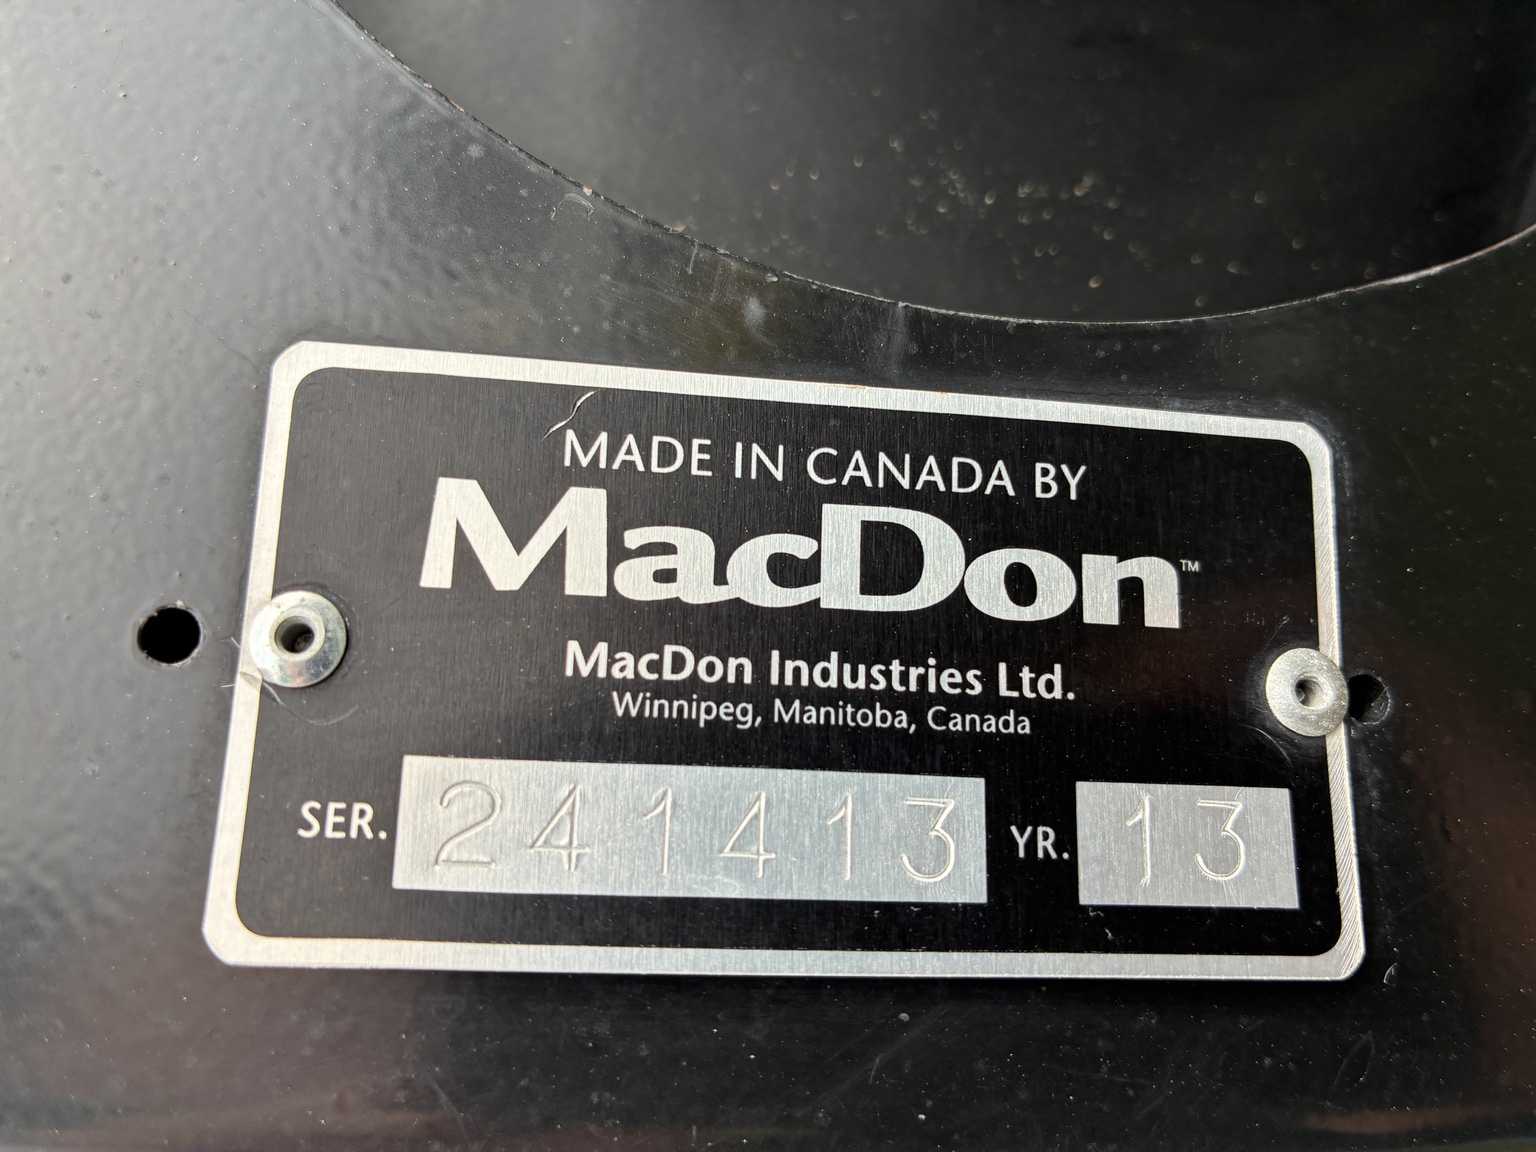 MADE IN CANADA BY
MacDon™
MacDon Industries Ltd.
Winnipeg, Manitoba, Canada
SER. 241413 YR. 13